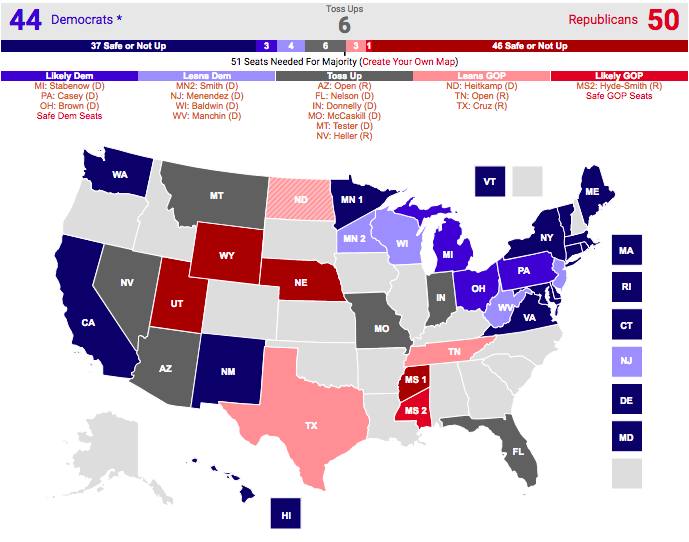 44 Democrats * Toss Ups 6 Republicans 50
37 Safe or Not Up 3 4 6 3 1 46 Safe or Not Up
51 Seats Needed For Majority (Create Your Own Map)
Likely Dem Leans Dem Toss Up Leans GOP Likely GOP
MI: Stabenow (D) MN2: Smith (D) AZ: Open (R) ND: Heitkamp (D) MS2: Hyde-Smith (R)
PA: Casey (D) NJ: Menendez (D) FL: Nelson (D) TN: Open (R) Safe GOP Seats
OH: Brown (D) WI: Baldwin (D) IN: Donnelly (D) TX: Cruz (R)
Safe Dem Seats WV: Manchin (D) MO: McCaskill (D)
MT: Tester (D)
NV: Heller (R)
WA
MT
ND
MN 1
VT
ME
MN 2
WI
MI
NY
MA
WY
PA
RI
NV
UT
NE
IN
OH
WV
VA
CT
CA
MO
NJ
AZ
NM
TN
DE
MS 1
MS 2
TX
MD
FL
HI